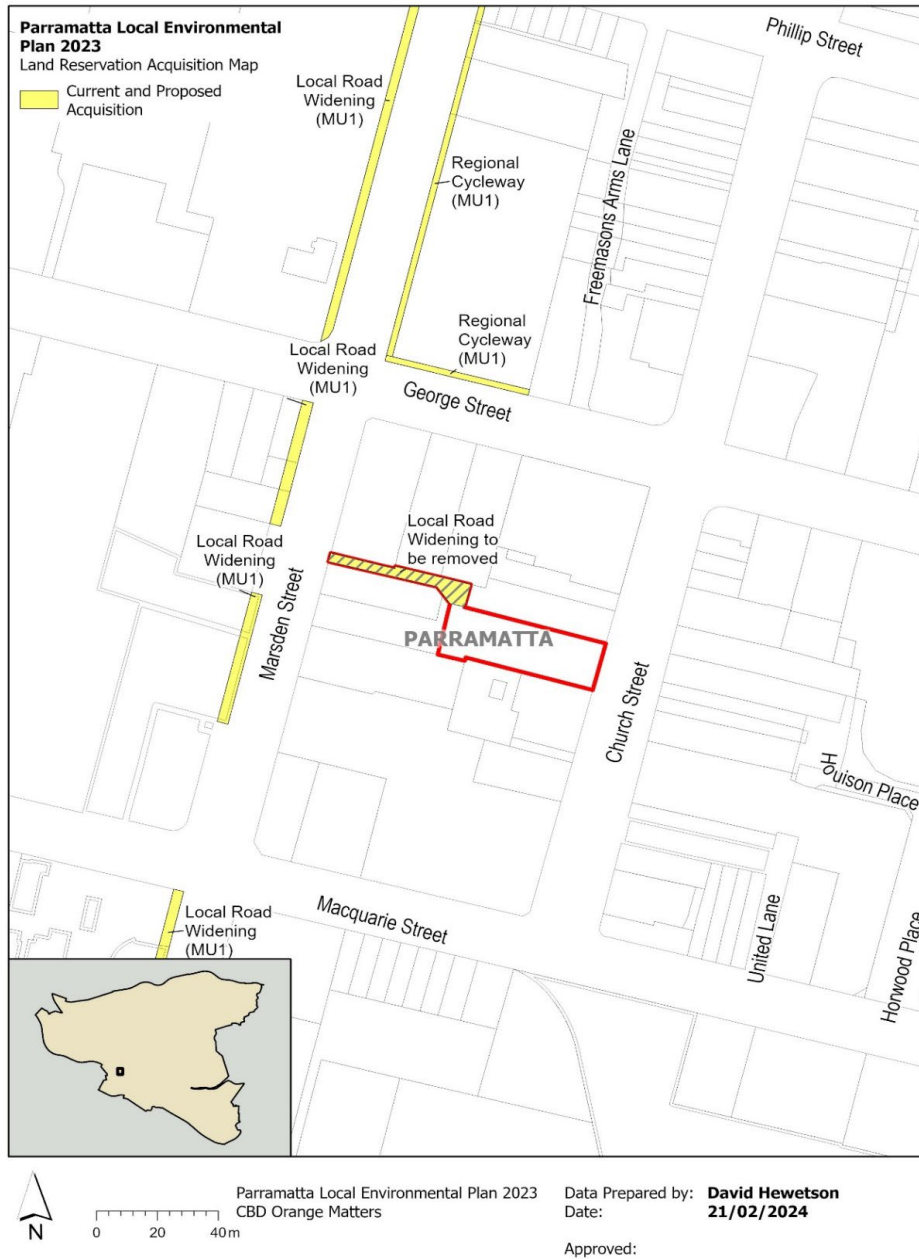 Parramatta Local Environmental
Plan 2023
Land Reservation Acquisition Map
Current and Proposed
Acquisition
Phillip Street
Local Road
Widening
(MU1)
Regional
Cycleway
(MU1)
Freemasons Arms Lane
Regional
Cycleway
(MU1)
Local Road
Widening
(MU1)
George Street
Local Road
Widening to
be removed
Local Road
Widening
(MU1)
Marsden Street
PARRAMATTA
Church Street
Houison Place
Macquarie Street
Local Road
Widening
(MU1)
United Lane
Horwood Place
N
0 20 40 m
Parramatta Local Environmental Plan 2023
CBD Orange Matters
Data Prepared by: David Hewetson
Date: 21/02/2024
Approved: